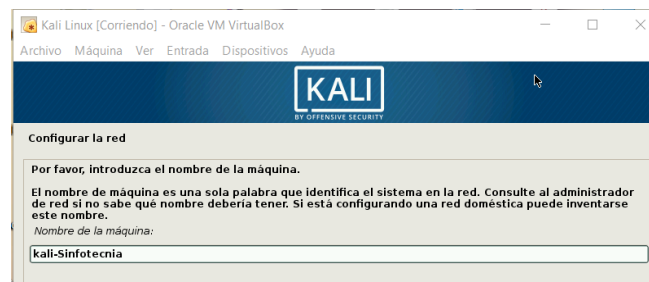 Kali Linux [Corriendo] - Oracle VM VirtualBox
Archivo Máquina Ver Entrada Dispositivos Ayuda
KALI
BY OFFENSIVE SECURITY
Configurar la red
Por favor, introduzca el nombre de la máquina.
El nombre de máquina es una sola palabra que identifica el sistema en la red. Consulte al administrador
de red si no sabe qué nombre debería tener. Si está configurando una red doméstica puede inventarse
este nombre.
Nombre de la máquina:
kali-Sinfotecnia